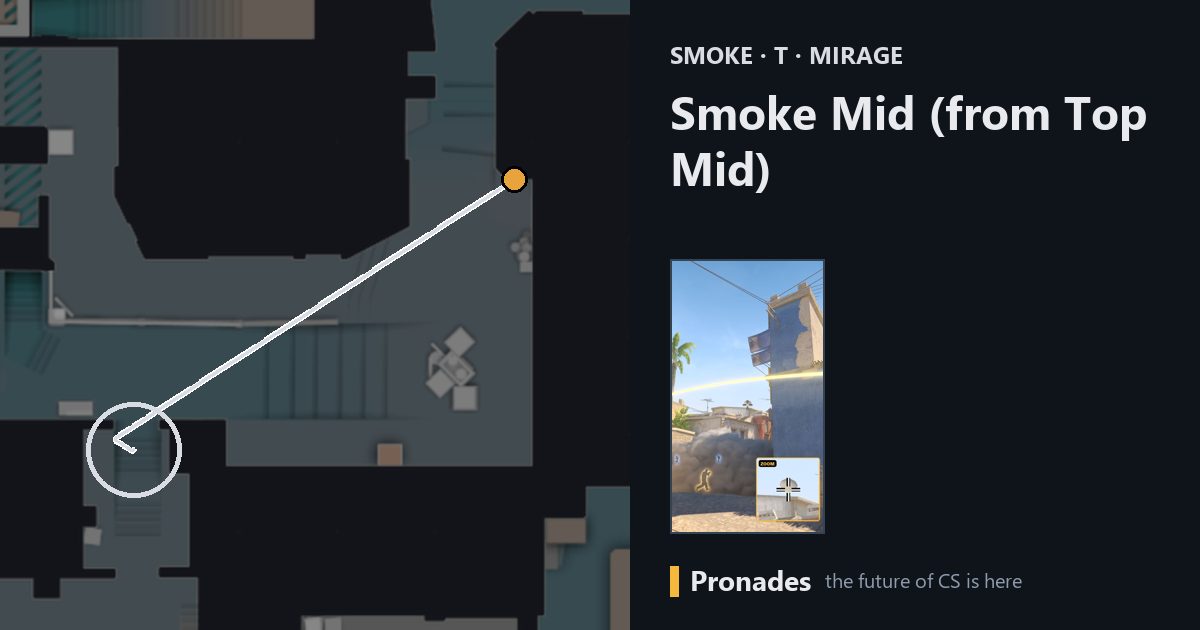 SMOKE · T · MIRAGE
Smoke Mid (from Top
Mid)
ZOOM
Pronades the future of CS is here